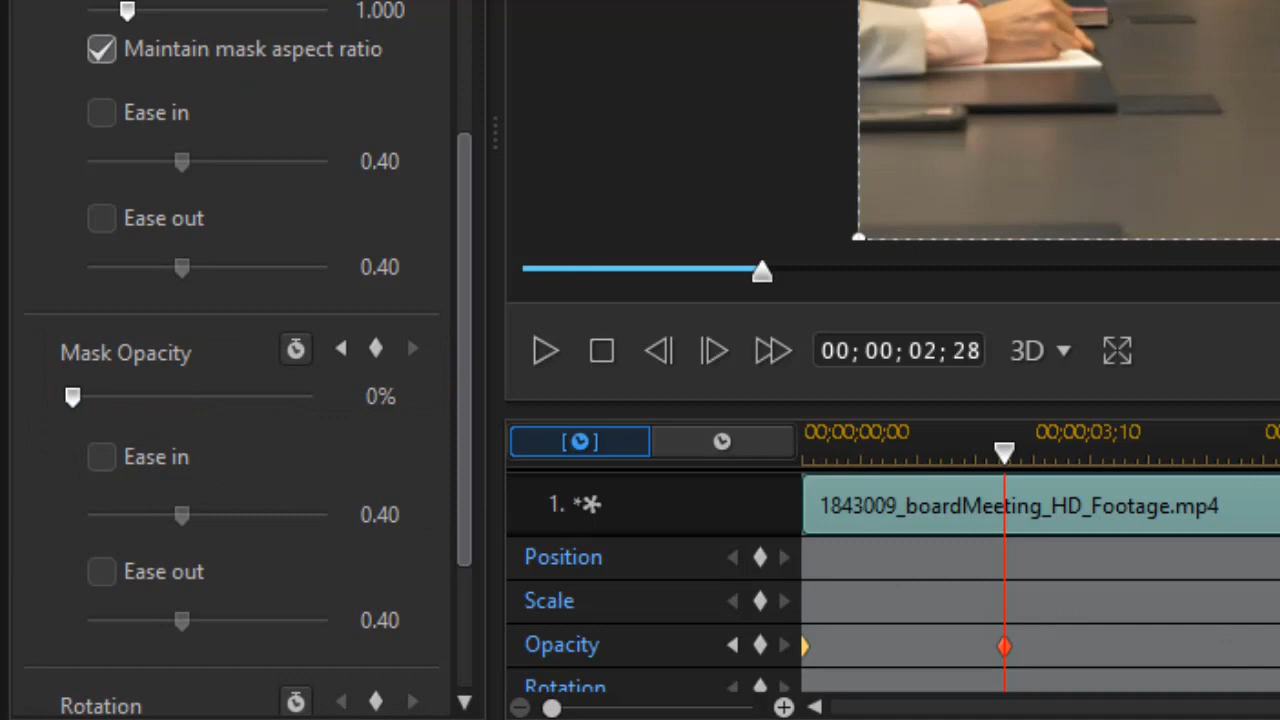 1.000
Maintain mask aspect ratio
Ease in
0.40
Ease out
0.40
Mask Opacity
0%
Ease in
0.40
Ease out
0.40
Rotation
00; 00; 02; 28
3D
00;00;00;00
00;00;03;10
00
1. **
1843009_boardMeeting_HD_Footage.mp4
Position
Scale
Opacity
Rotation